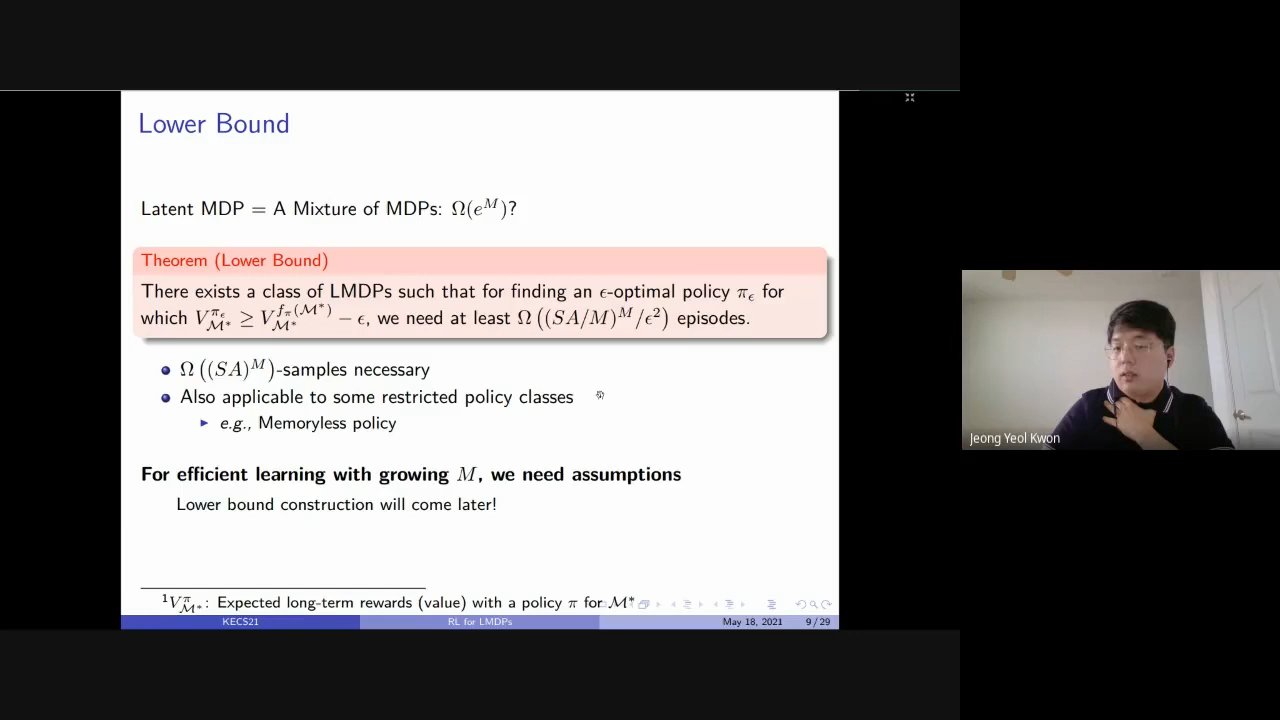 Lower Bound
Latent MDP = A Mixture of MDPs: Ω(e^M)?
Theorem (Lower Bound)
There exists a class of LMDPs such that for finding an ϵ-optimal policy π_ϵ for
which V_{M*}^{π_ϵ} ≥ V_{M*}^{f_π(M*)} − ϵ, we need at least Ω((SA/M)^M/ϵ^2) episodes.
Ω((SA)^M)-samples necessary
Also applicable to some restricted policy classes
e.g., Memoryless policy
For efficient learning with growing M, we need assumptions
Lower bound construction will come later!
1 V_{M*}^π: Expected long-term rewards (value) with a policy π for M*
KECS21 RL for LMDPs May 18, 2021 9 / 29
Jeong Yeol Kwon